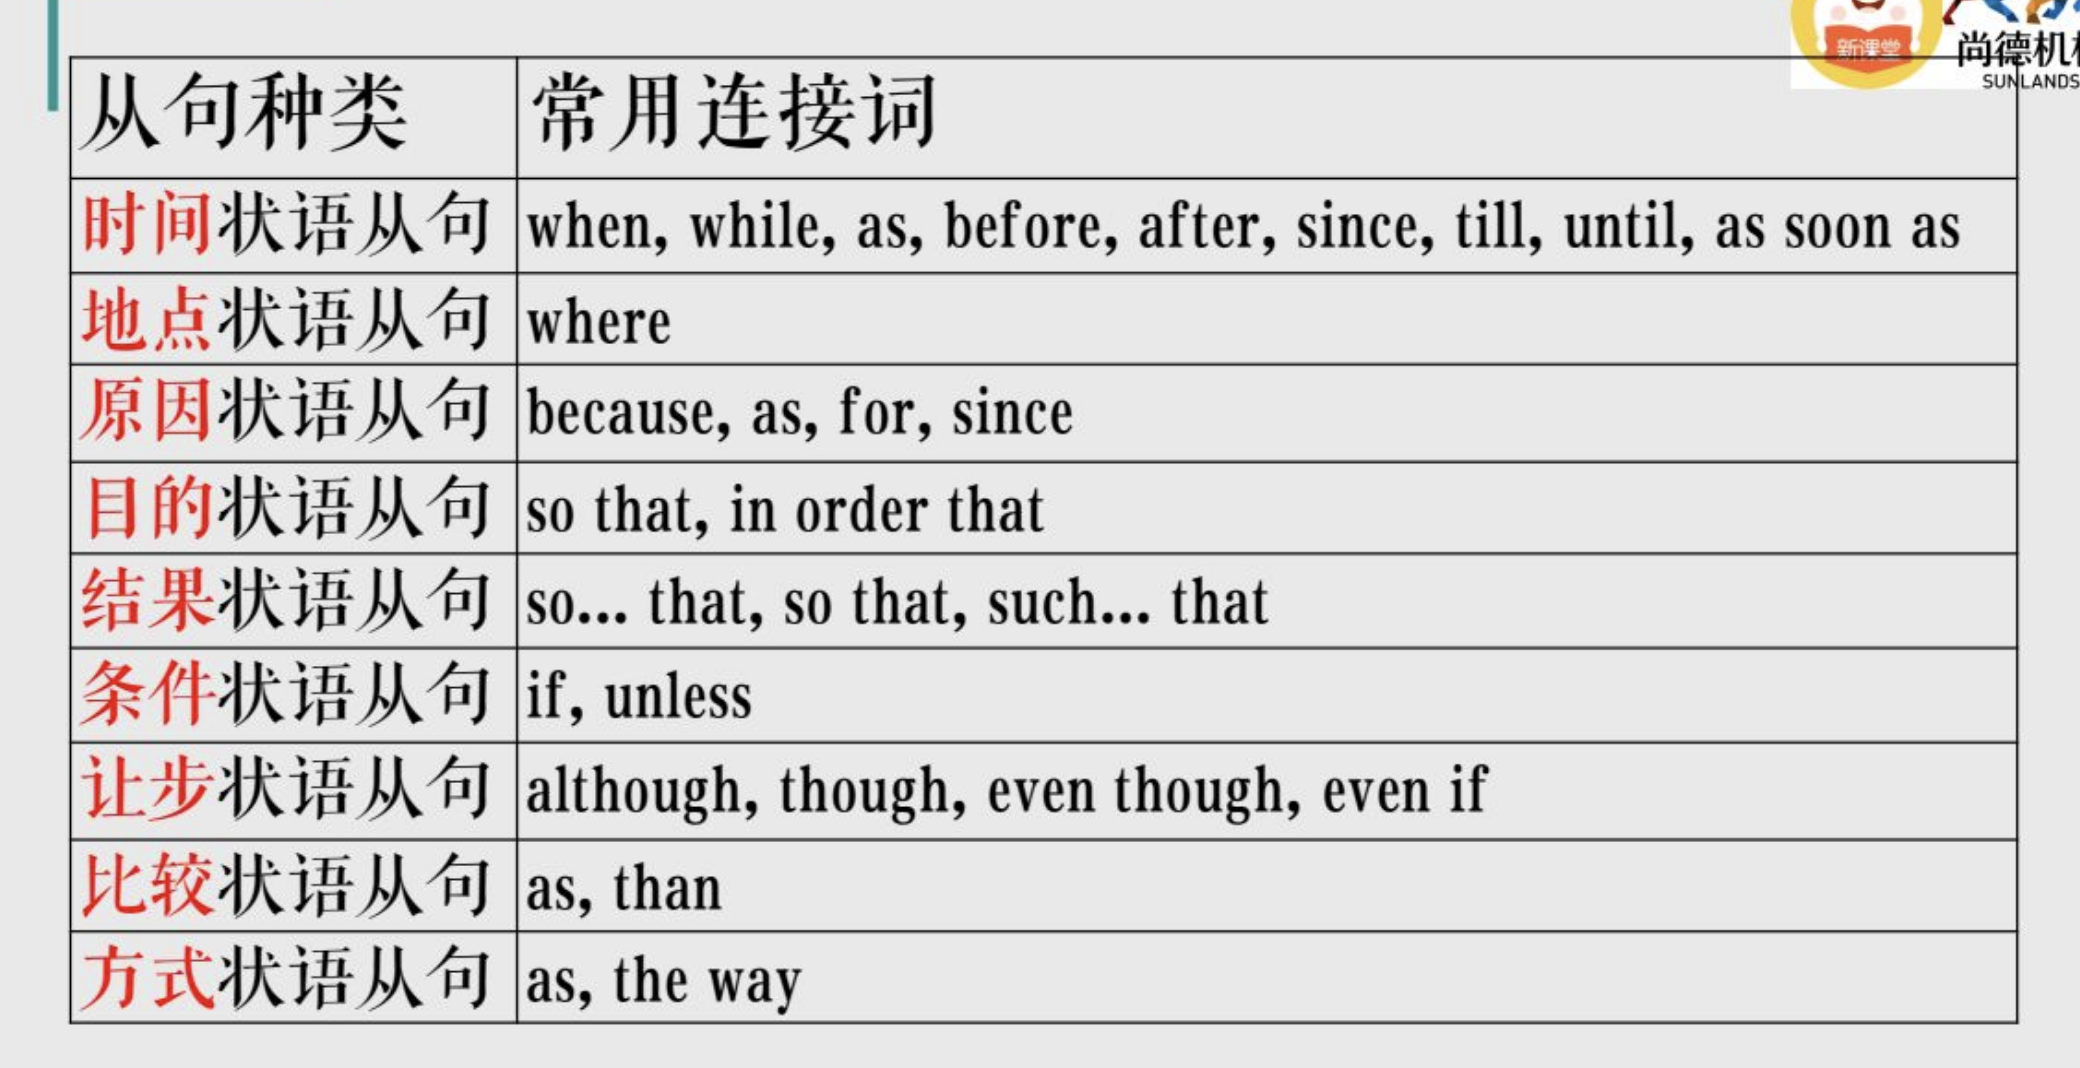 新课堂
尚德机
SUNLANDS
从句种类 常用连接词
时间状语从句 when, while, as, before, after, since, till, until, as soon as
地点状语从句 where
原因状语从句 because, as, for, since
目的状语从句 so that, in order that
结果状语从句 so... that, so that, such... that
条件状语从句 if, unless
让步状语从句 although, though, even though, even if
比较状语从句 as, than
方式状语从句 as, the way